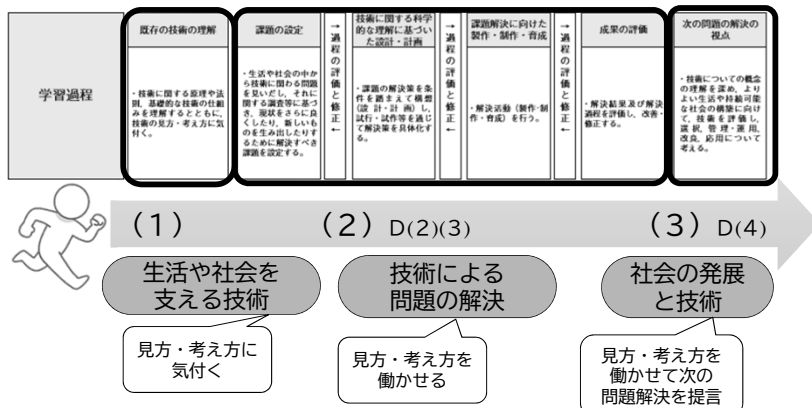 学習過程
既存の技術の理解
・技術に関する原理や法
則，基礎的な技術の仕組
みを理解するとともに，
技術の見方・考え方に気
付く。
課題の設定
・生活や社会の中か
ら技術に関わる問題
を見いだし，それに
関する調査等に基づ
き，現状をさらに良
くしたり，新しいも
のを生み出したりす
るために解決すべき
課題を設定する。
→過程の評価と修正←
技術に関する科学
的な理解に基づい
た設計・計画
・課題の解決策を条
件を踏まえて構想
（設計・計画）し，
試行・試作等を通じ
て解決策を具体化す
る。
→過程の評価と修正←
課題解決に向けた
製作・制作・育成
・解決活動（製作・制
作・育成）を行う。
→過程の評価と修正←
成果の評価
・解決結果及び解決
過程を評価し，改善・
修正する。
次の問題の解決の
視点
・技術についての概念
の理解を深め，より
よい生活や持続可能
な社会の構築に向け
て，技術を評価し，
選択，管理・運用，
改良，応用について
考える。
（1）
（2）D(2)(3)
（3）D(4)
生活や社会を
支える技術
技術による
問題の解決
社会の発展
と技術
見方・考え方に
気付く
見方・考え方を
働かせる
見方・考え方を
働かせて次の
問題解決を提言